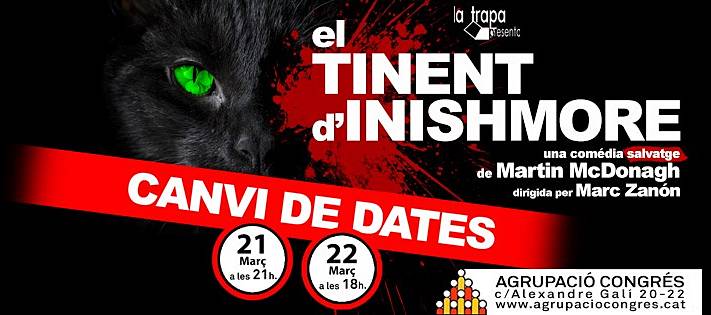 la trapa
presenta
el
TINENT
d'INISHMORE
una comédia salvatge
de Martin McDonagh
dirigida per Marc Zanón
CANVI DE DATES
21
Març
a les 21h.
22
Març
a les 18h.
AGRUPACIÓ CONGRÉS
c/Alexandre Galí 20-22
www.agrupaciocongres.cat